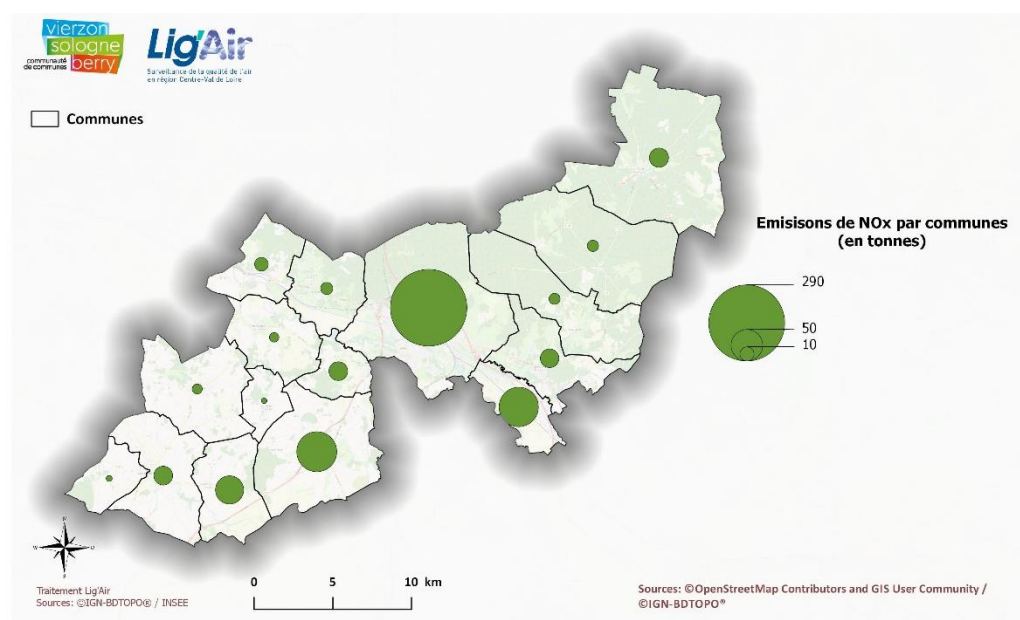 vierzon
sologne
communauté
de communes berry
Lig'Air
Surveillance de la qualité de l'air
en région Centre-Val de Loire
Communes
Emisisons de NOx par communes
(en tonnes)
290
50
10
0 5 10 km
Traitement Lig'Air
Sources: ©IGN-BDTOPO® / INSEE
Sources: ©OpenStreetMap Contributors and GIS User Community /
©IGN-BDTOPO®